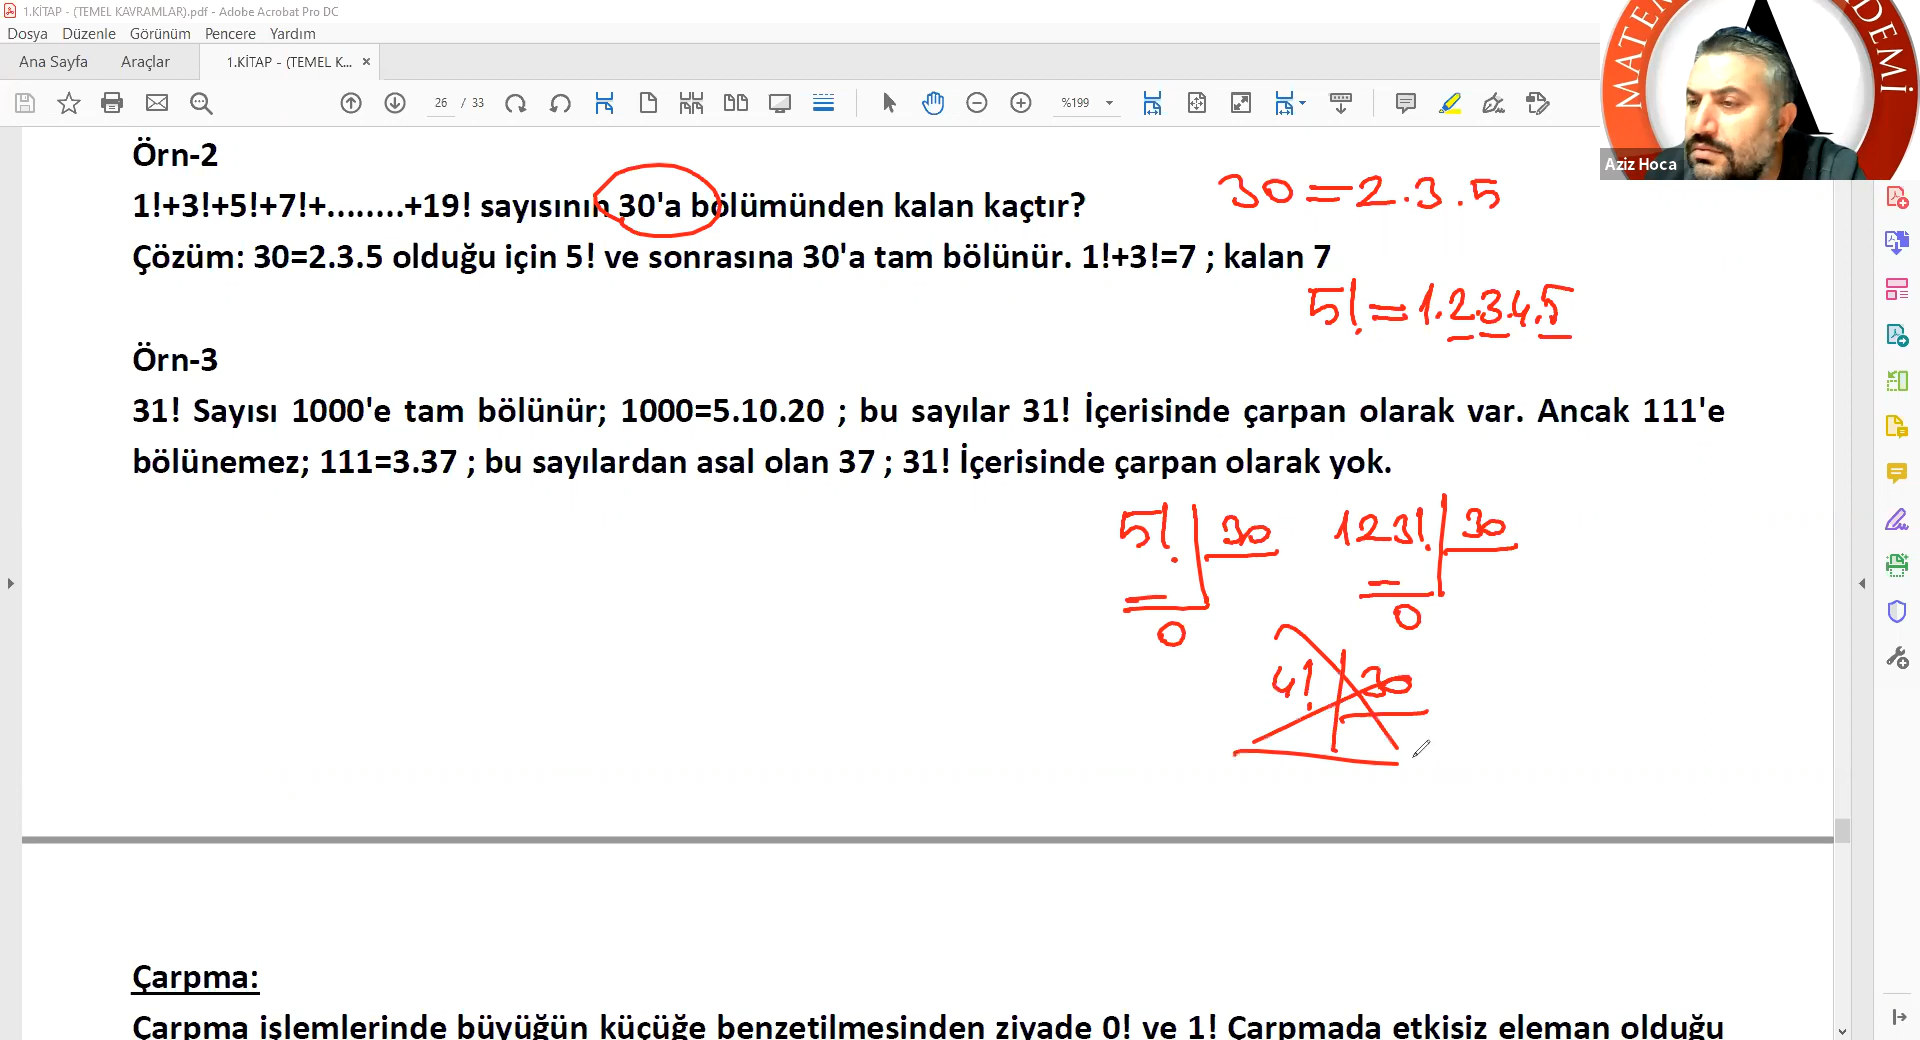 1.KİTAP - (TEMEL KAVRAMLAR).pdf - Adobe Acrobat Pro DC
Dosya Düzenle Görünüm Pencere Yardım
Ana Sayfa Araçlar 1.KİTAP - (TEMEL K... ×
26 / 33 %199
MATEM
DEMİ
Aziz Hoca
Örn-2
30=2.3.5
1!+3!+5!+7!+........+19! sayısının 30'a bölümünden kalan kaçtır?
Çözüm: 30=2.3.5 olduğu için 5! ve sonrasına 30'a tam bölünür. 1!+3!=7 ; kalan 7
5!=1.2.3.4.5
Örn-3
31! Sayısı 1000'e tam bölünür; 1000=5.10.20 ; bu sayılar 31! İçerisinde çarpan olarak var. Ancak 111'e
bölünemez; 111=3.37 ; bu sayılardan asal olan 37 ; 31! İçerisinde çarpan olarak yok.
5! 30 123! 30
0 0
4! 30
Çarpma:
Çarpma işlemlerinde büyüğün küçüğe benzetilmesinden ziyade 0! ve 1! Çarpmada etkisiz eleman olduğu